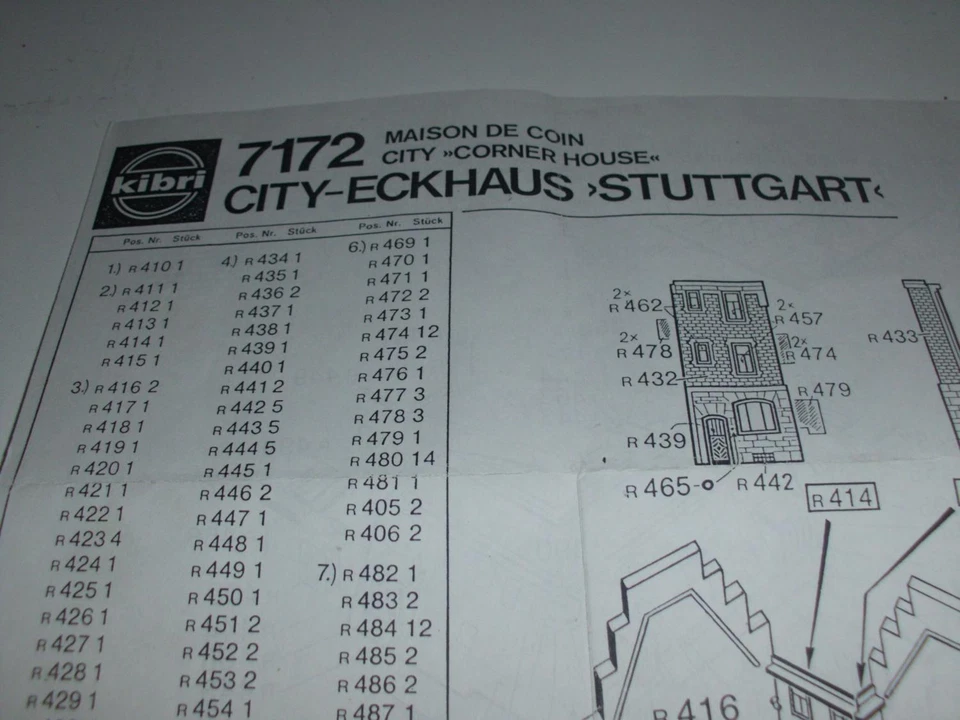 kibri
7172 MAISON DE COIN
CITY »CORNER HOUSE«
CITY-ECKHAUS ›STUTTGART‹
Pos. Nr. Stück
1.) R 410 1
2.) R 411 1
R 412 1
R 413 1
R 414 1
R 415 1
3.) R 416 2
R 417 1
R 418 1
R 419 1
R 420 1
R 421 1
R 422 1
R 423 4
R 424 1
R 425 1
R 426 1
R 427 1
R 428 1
R 429 1
Pos. Nr. Stück
4.) R 434 1
R 435 1
R 436 2
R 437 1
R 438 1
R 439 1
R 440 1
R 441 2
R 442 5
R 443 5
R 444 5
R 445 1
R 446 2
R 447 1
R 448 1
R 449 1
R 450 1
R 451 2
R 452 2
R 453 2
R 454 1
Pos. Nr. Stück
6.) R 469 1
R 470 1
R 471 1
R 472 2
R 473 1
R 474 12
R 475 2
R 476 1
R 477 3
R 478 3
R 479 1
R 480 14
R 481 1
R 405 2
R 406 2
7.) R 482 1
R 483 2
R 484 12
R 485 2
R 486 2
R 487 1
2×
R 462
2×
R 457
2×
R 478
2×
R 474
R 433
R 432
R 479
R 439
R 465
R 442
R 414
R 416